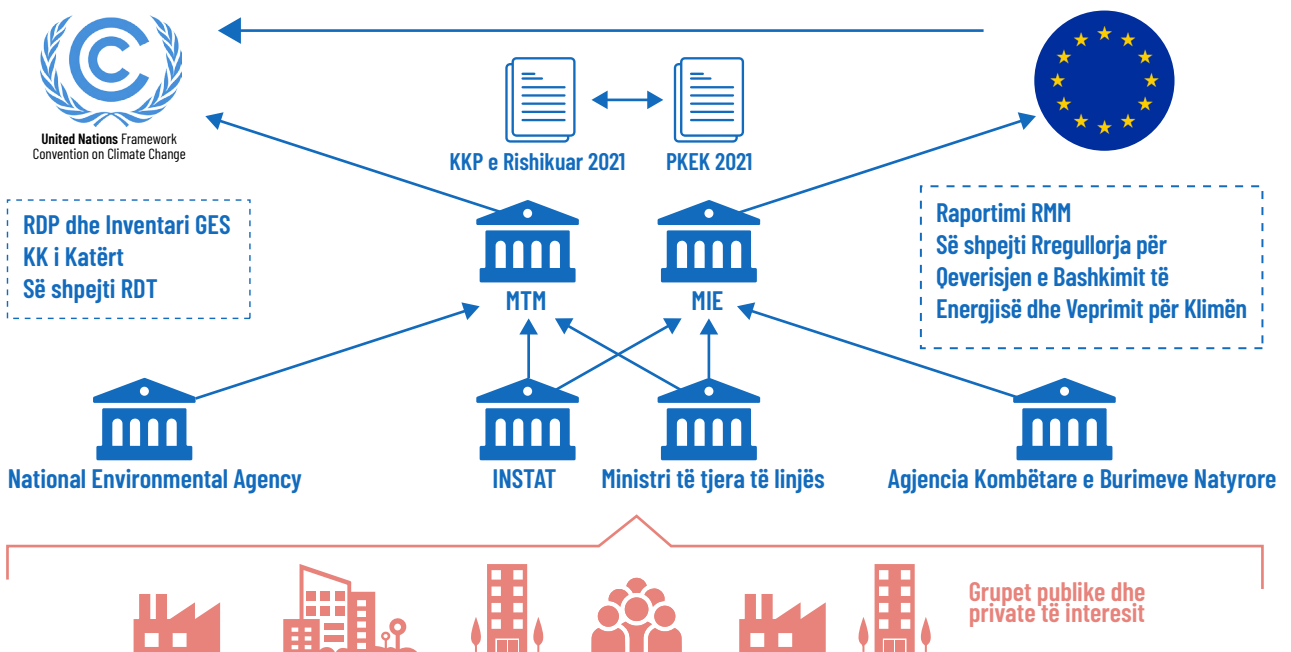 United Nations Framework
Convention on Climate Change
KKP e Rishikuar 2021
PKEK 2021
RDP dhe Inventari GES
KK i Katërt
Së shpejti RDT
Raportimi RMM
Së shpejti Rregullorja për
Qeverisjen e Bashkimit të
Energjisë dhe Veprimit për Klimën
MTM
MIE
National Environmental Agency
INSTAT
Ministri të tjera të linjës
Agjencia Kombëtare e Burimeve Natyrore
Grupet publike dhe
private të interesit